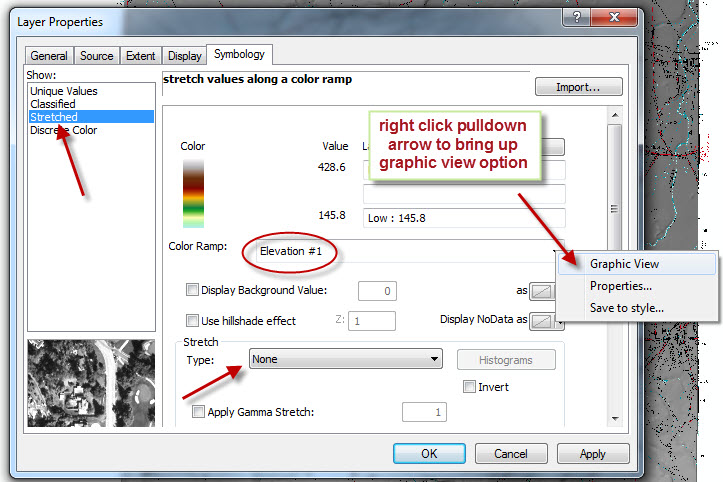 Layer Properties
?
General Source Extent Display Symbology
Show:
Unique Values
Classified
Stretched
Discrete Color
stretch values along a color ramp
Import...
right click pulldown
arrow to bring up
graphic view option
Color Value
428.6
145.8 Low : 145.8
Color Ramp: Elevation #1
Graphic View
Properties...
Save to style...
Display Background Value: 0 as
Use hillshade effect Z: 1 Display NoData as
Stretch
Type: None Histograms
Invert
Apply Gamma Stretch: 1
OK Cancel Apply